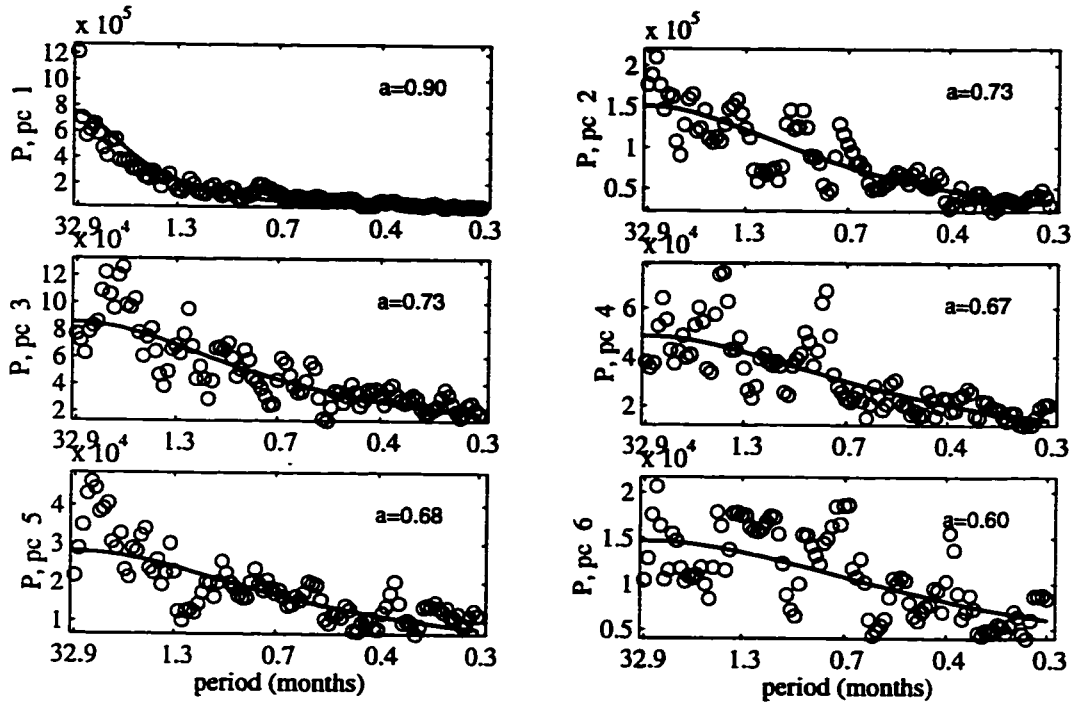 x 10^5
12
10
8
6
4
2
P, pc 1
a=0.90
32.9
1.3
0.7
0.4
0.3
x 10^5
2
1.5
1
0.5
P, pc 2
a=0.73
32.9
1.3
0.7
0.4
0.3
x 10^4
12
10
8
6
4
2
P, pc 3
a=0.73
32.9
1.3
0.7
0.4
0.3
x 10^4
6
4
2
P, pc 4
a=0.67
32.9
1.3
0.7
0.4
0.3
x 10^4
4
3
2
1
P, pc 5
a=0.68
32.9
1.3
0.7
0.4
0.3
period (months)
x 10^4
2
1.5
1
0.5
P, pc 6
a=0.60
32.9
1.3
0.7
0.4
0.3
period (months)